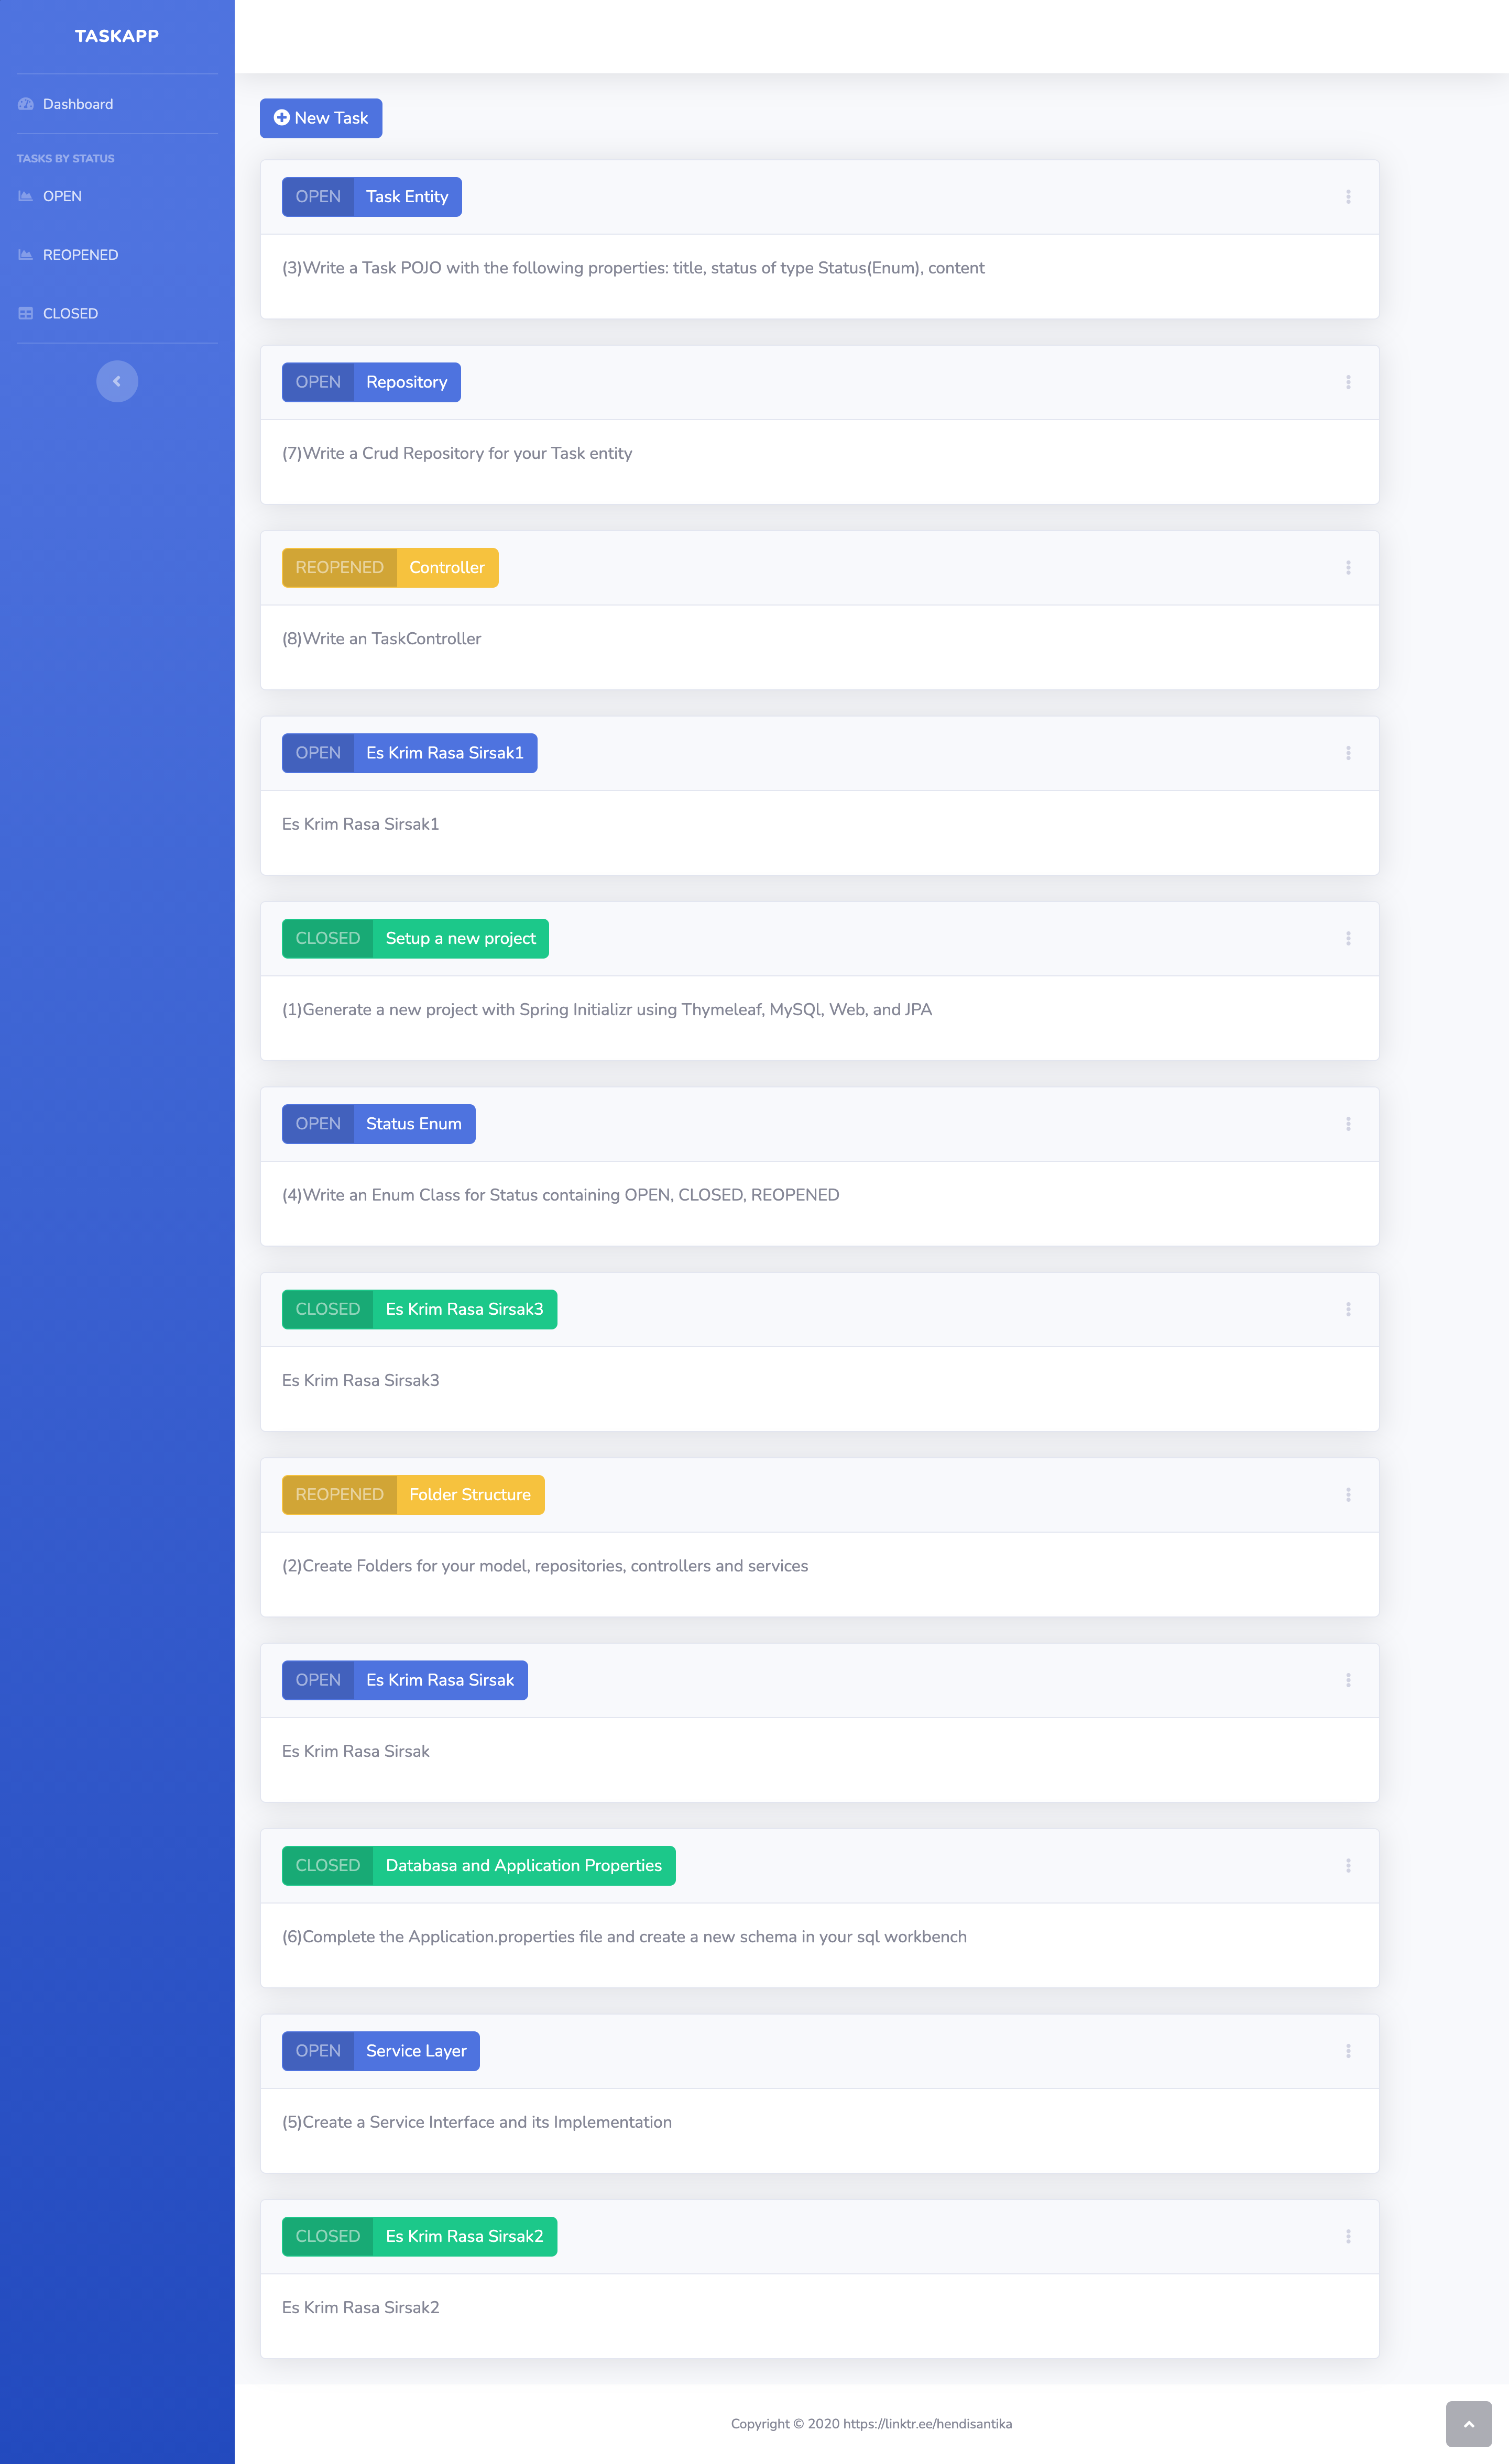 TASKAPP
Dashboard
TASKS BY STATUS
OPEN
REOPENED
CLOSED
New Task
OPEN Task Entity
(3)Write a Task POJO with the following properties: title, status of type Status(Enum), content
OPEN Repository
(7)Write a Crud Repository for your Task entity
REOPENED Controller
(8)Write an TaskController
OPEN Es Krim Rasa Sirsak1
Es Krim Rasa Sirsak1
CLOSED Setup a new project
(1)Generate a new project with Spring Initializr using Thymeleaf, MySQl, Web, and JPA
OPEN Status Enum
(4)Write an Enum Class for Status containing OPEN, CLOSED, REOPENED
CLOSED Es Krim Rasa Sirsak3
Es Krim Rasa Sirsak3
REOPENED Folder Structure
(2)Create Folders for your model, repositories, controllers and services
OPEN Es Krim Rasa Sirsak
Es Krim Rasa Sirsak
CLOSED Databasa and Application Properties
(6)Complete the Application.properties file and create a new schema in your sql workbench
OPEN Service Layer
(5)Create a Service Interface and its Implementation
CLOSED Es Krim Rasa Sirsak2
Es Krim Rasa Sirsak2
Copyright © 2020 https://linktr.ee/hendisantika